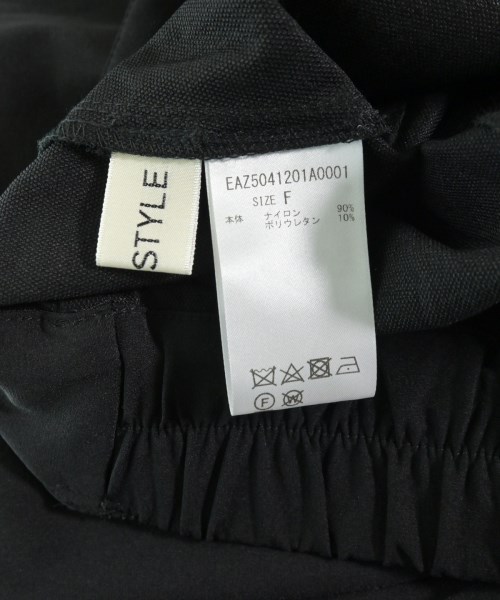 STYLE
EAZ5041201A0001
SIZE F
本体 ナイロン 90%
ポリウレタン 10%
F W